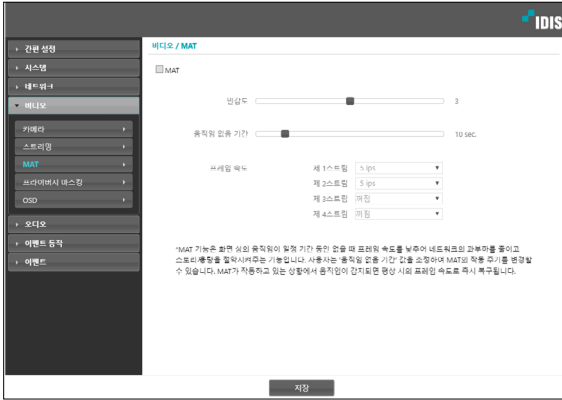 IDIS
간편 설정
시스템
네트워크
비디오
카메라
스트리밍
MAT
프라이버시 마스킹
OSD
오디오
이벤트 동작
이벤트
비디오 / MAT
MAT
민감도 3
움직임 없음 기간 10 sec.
프레임 속도 제 1스트림 5 ips
제 2스트림 5 ips
제 3스트림 꺼짐
제 4스트림 꺼짐
*MAT 기능은 화면 상의 움직임이 일정 기간 동안 없을 때 프레임 속도를 낮추어 네트워크의 과부하를 줄이고
스토리지 용량을 절약시켜주는 기능입니다. 사용자는 '움직임 없음 기간' 값을 조정하여 MAT의 작동 주기를 변경할
수 있습니다. MAT가 작동하고 있는 상황에서 움직임이 감지되면 평상 시의 프레임 속도로 즉시 복구됩니다.
저장